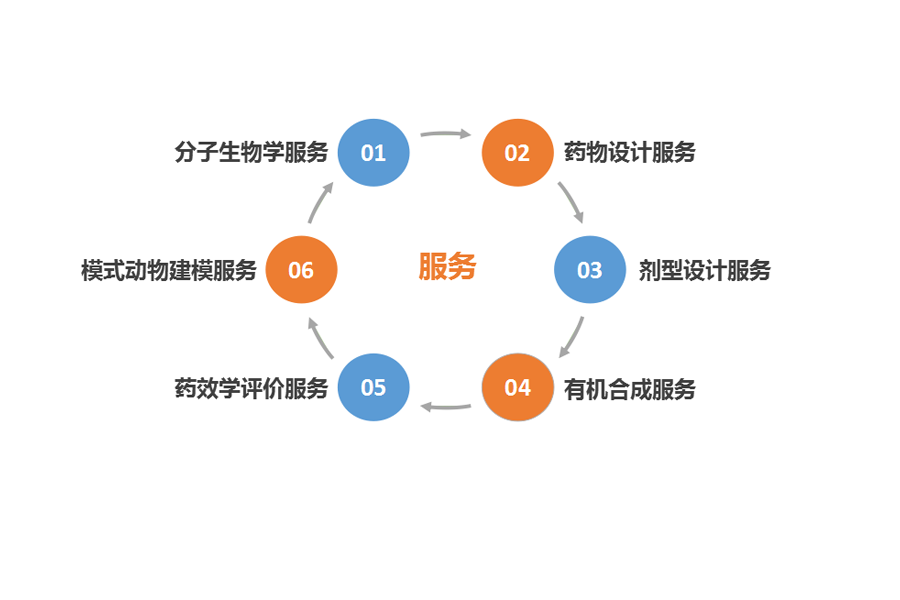 分子生物学服务
01
02
药物设计服务
模式动物建模服务
06
服务
03
剂型设计服务
药效学评价服务
05
04
有机合成服务